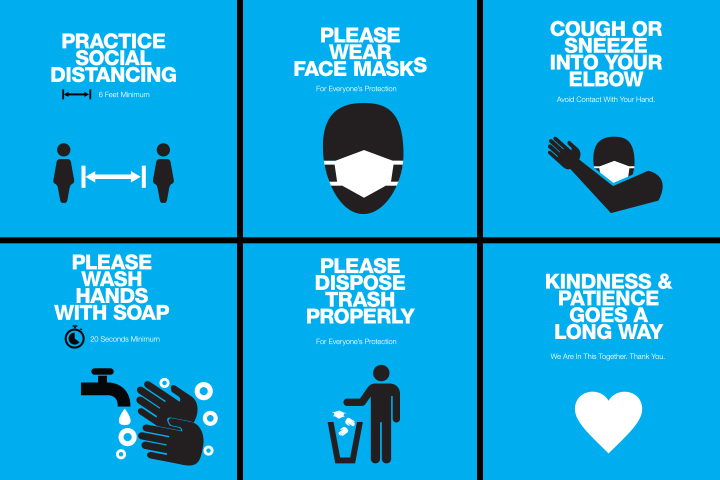 PRACTICE
SOCIAL
DISTANCING
6 Feet Minimum
PLEASE
WEAR
FACE MASKS
For Everyone's Protection
COUGH OR
SNEEZE
INTO YOUR
ELBOW
Avoid Contact With Your Hand.
PLEASE
WASH
HANDS
WITH SOAP
20 Seconds Minimum
PLEASE
DISPOSE
TRASH
PROPERLY
For Everyone's Protection
KINDNESS &
PATIENCE
GOES A
LONG WAY
We Are In This Together. Thank You.